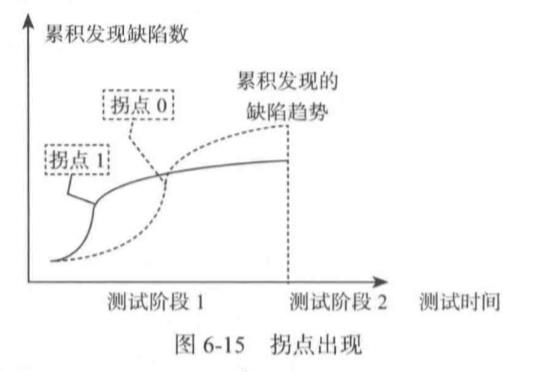 累积发现缺陷数
累积发现的
缺陷趋势
拐点 0
拐点 1
测试阶段 1
测试阶段 2
测试时间
图 6-15 拐点出现